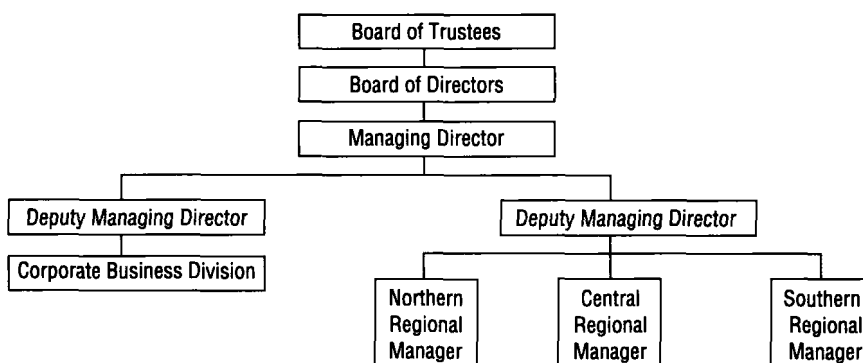 Board of Trustees
Board of Directors
Managing Director
Deputy Managing Director
Deputy Managing Director
Corporate Business Division
Northern
Regional
Manager
Central
Regional
Manager
Southern
Regional
Manager